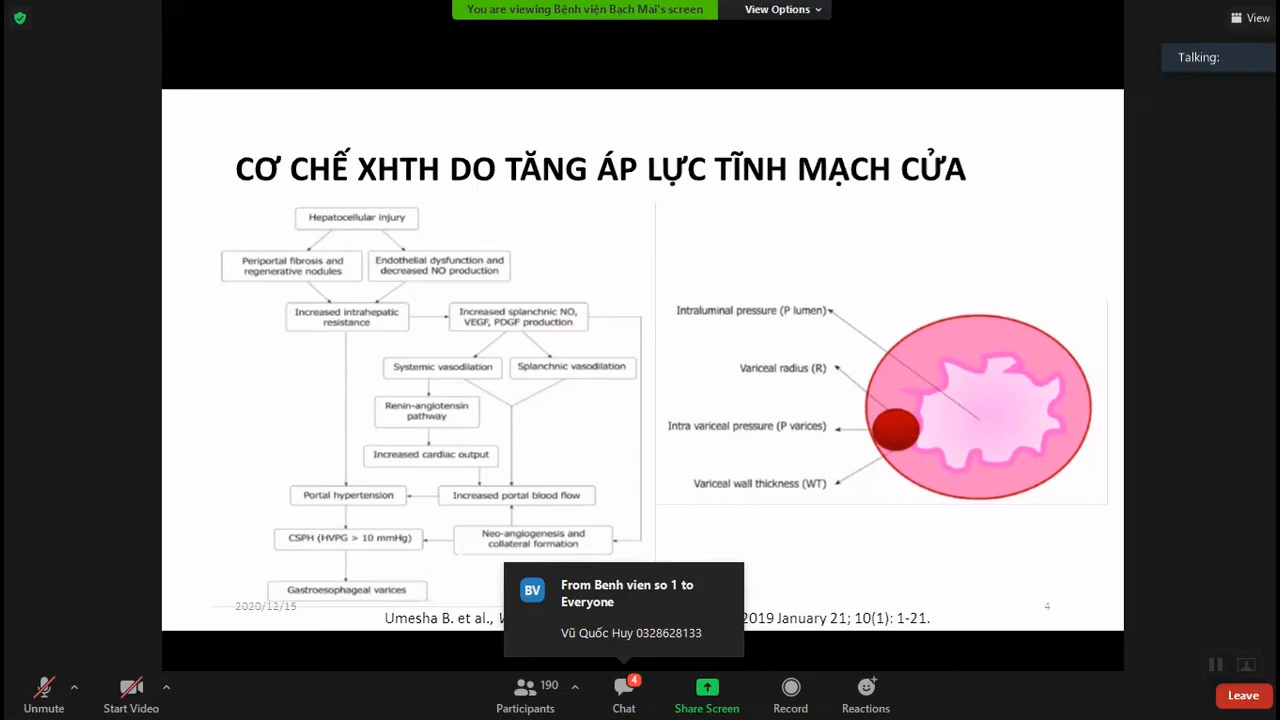 You are viewing Bệnh viện Bạch Mai's screen
View Options
View
Talking:
CƠ CHẾ XHTH DO TĂNG ÁP LỰC TĨNH MẠCH CỬA
Hepatocellular injury
Periportal fibrosis and
regenerative nodules
Endothelial dysfunction and
decreased NO production
Increased intrahepatic
resistance
Increased splanchnic NO,
VEGF, PDGF production
Systemic vasodilation
Splanchnic vasodilation
Renin-angiotensin
pathway
Increased cardiac output
Portal hypertension
Increased portal blood flow
CSPH (HVPG > 10 mmHg)
Neo-angiogenesis and
collateral formation
Gastroesophageal varices
Intraluminal pressure (P lumen)
Variceal radius (R)
Intra variceal pressure (P varices)
Variceal wall thickness (WT)
2020/12/15
4
Umesha B. et al.,
2019 January 21; 10(1): 1-21.
BV
From Benh vien so 1 to
Everyone
Vũ Quốc Huy 0328628133
Unmute
Start Video
190
Participants
4
Chat
Share Screen
Record
Reactions
Leave